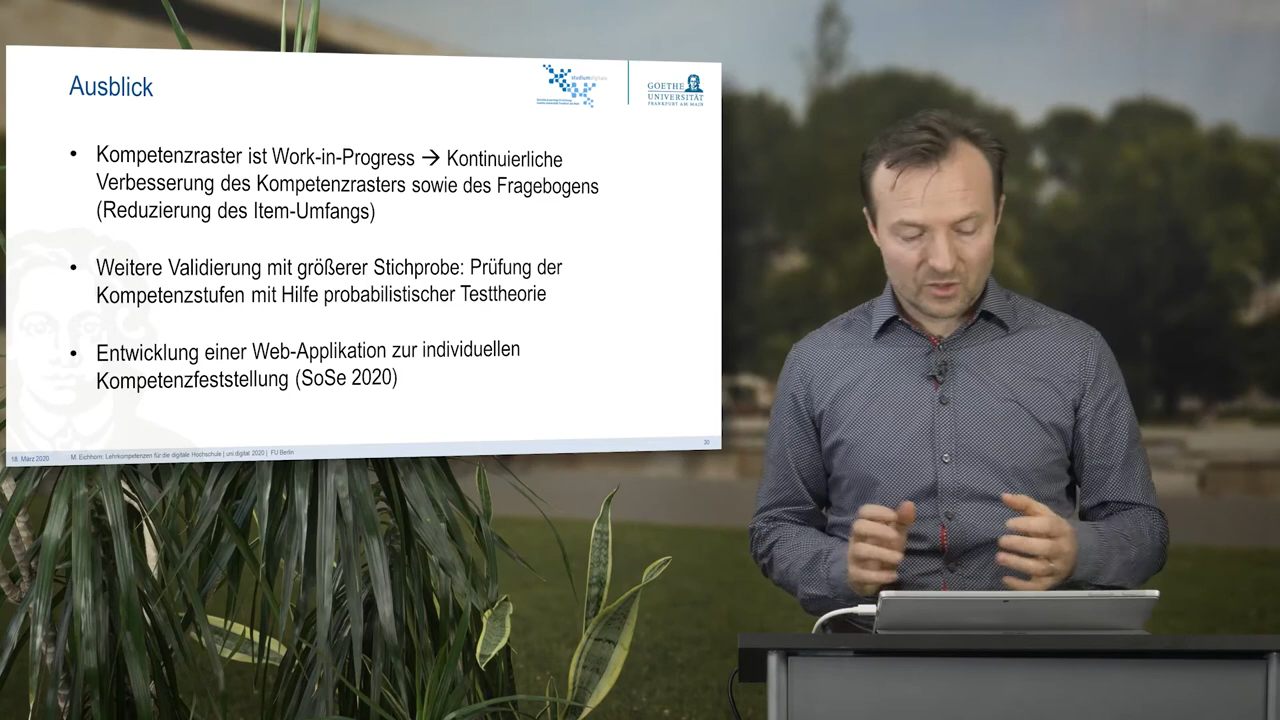 Ausblick
studiumdigitale
GOETHE
UNIVERSITÄT
FRANKFURT AM MAIN
• Kompetenzraster ist Work-in-Progress → Kontinuierliche
Verbesserung des Kompetenzrasters sowie des Fragebogens
(Reduzierung des Item-Umfangs)
• Weitere Validierung mit größerer Stichprobe: Prüfung der
Kompetenzstufen mit Hilfe probabilistischer Testtheorie
• Entwicklung einer Web-Applikation zur individuellen
Kompetenzfeststellung (SoSe 2020)
18. März 2020 M. Eichhorn: Lehrkompetenzen für die digitale Hochschule | uni digital 2020 | FU Berlin 30